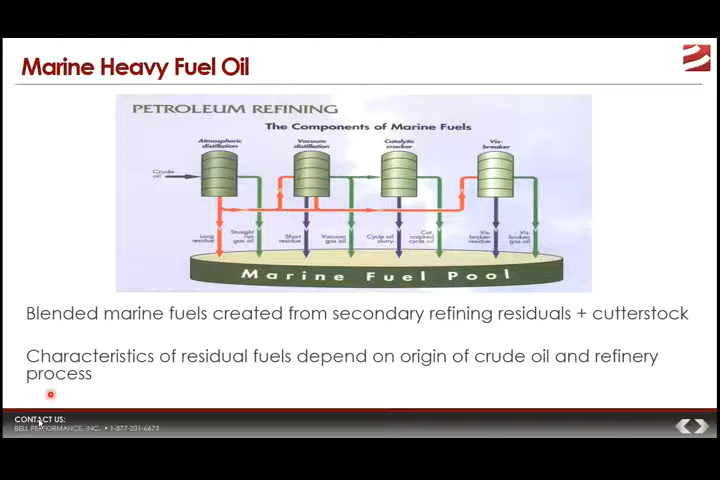 Marine Heavy Fuel Oil
PETROLEUM REFINING
The Components of Marine Fuels
Atmospheric distillation
Vacuum distillation
Catalytic cracker
Vis-breaker
Crude oil
Long residue
Straight run gas oil
Short residue
Vacuum gas oil
Cycle oil slurry
Cat. cracked cycle oil
Vis-broken residue
Vis-broken gas oil
Marine Fuel Pool
Blended marine fuels created from secondary refining residuals + cutterstock
Characteristics of residual fuels depend on origin of crude oil and refinery
process
CONTACT US:
BELL PERFORMANCE, INC. • 1-877-231-6673